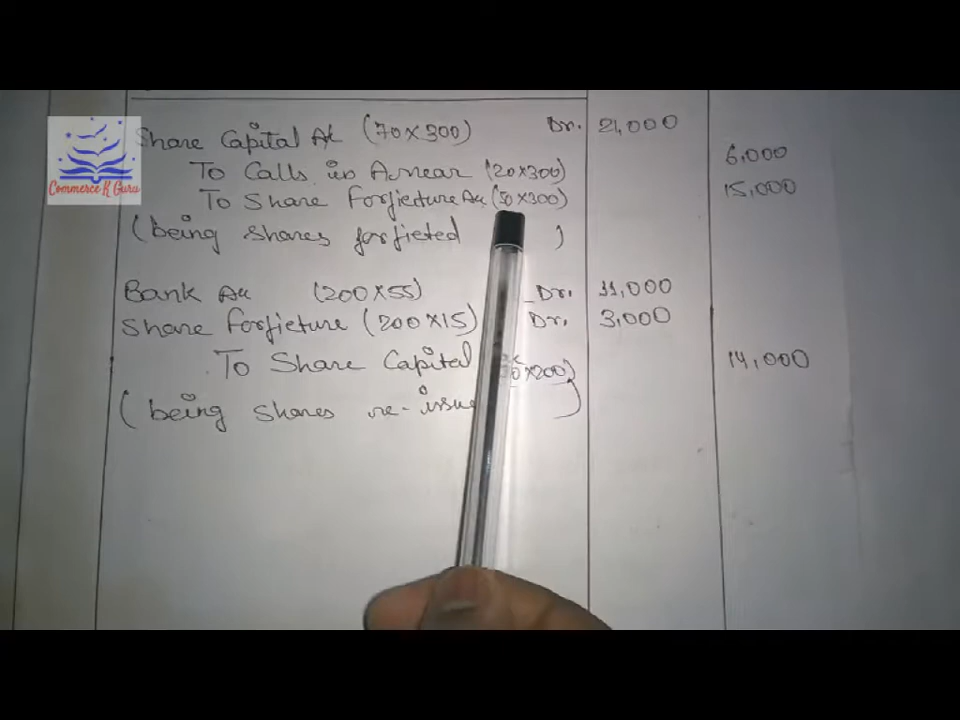 Commerce K Guru
Share Capital A/c (70×300) Dr. 21,000
To Calls in Arrear (20×300) 6,000
To Share Forfieture A/c (50×300) 15,000
(being shares forfieted )
Bank A/c (200×55) Dr. 11,000
Share Forfieture (200×15) Dr. 3,000
To Share Capital ×200) 14,000
(being shares re-issue )